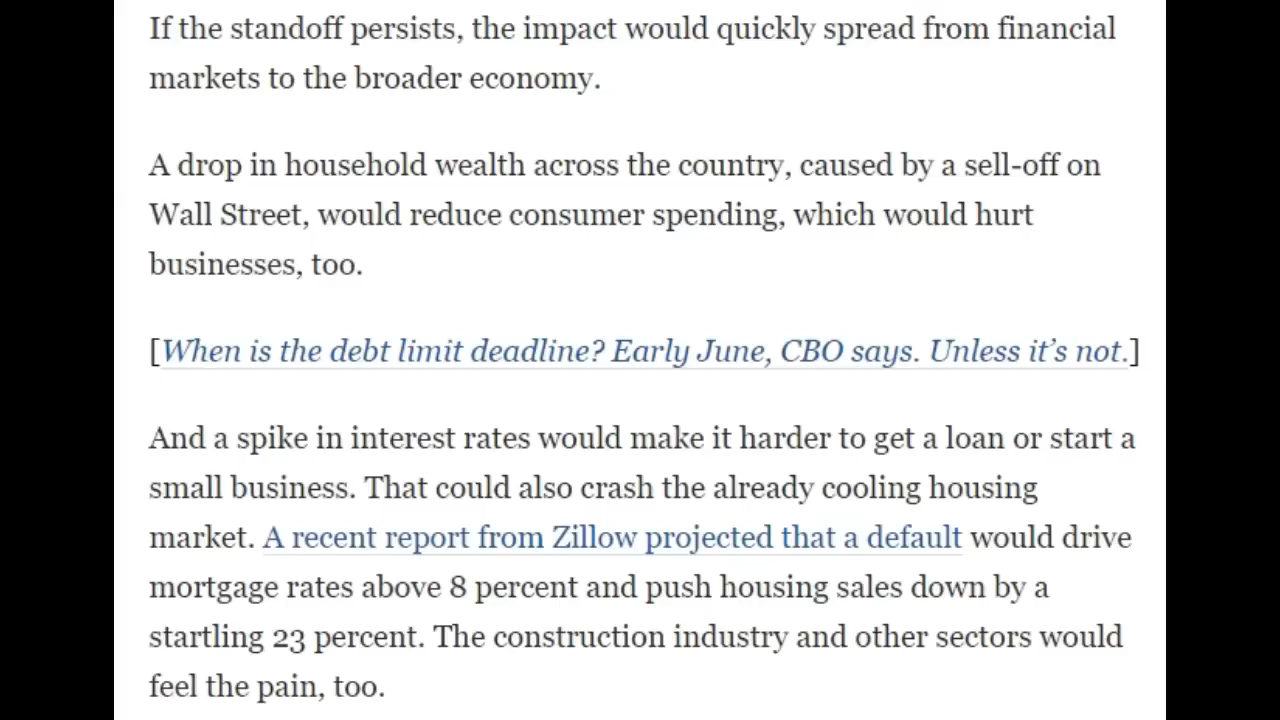 If the standoff persists, the impact would quickly spread from financial
markets to the broader economy.
A drop in household wealth across the country, caused by a sell-off on
Wall Street, would reduce consumer spending, which would hurt
businesses, too.
[When is the debt limit deadline? Early June, CBO says. Unless it’s not.]
And a spike in interest rates would make it harder to get a loan or start a
small business. That could also crash the already cooling housing
market. A recent report from Zillow projected that a default would drive
mortgage rates above 8 percent and push housing sales down by a
startling 23 percent. The construction industry and other sectors would
feel the pain, too.